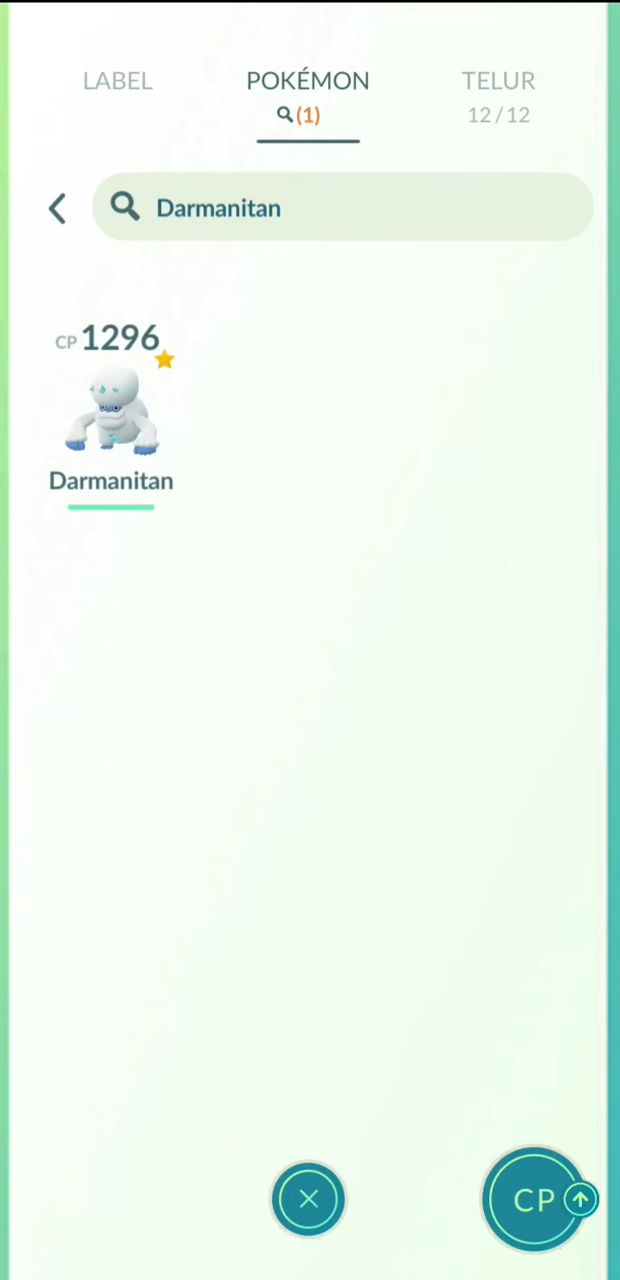 LABEL
POKÉMON
TELUR
(1)
12/12
Darmanitan
CP 1296
Darmanitan
CP